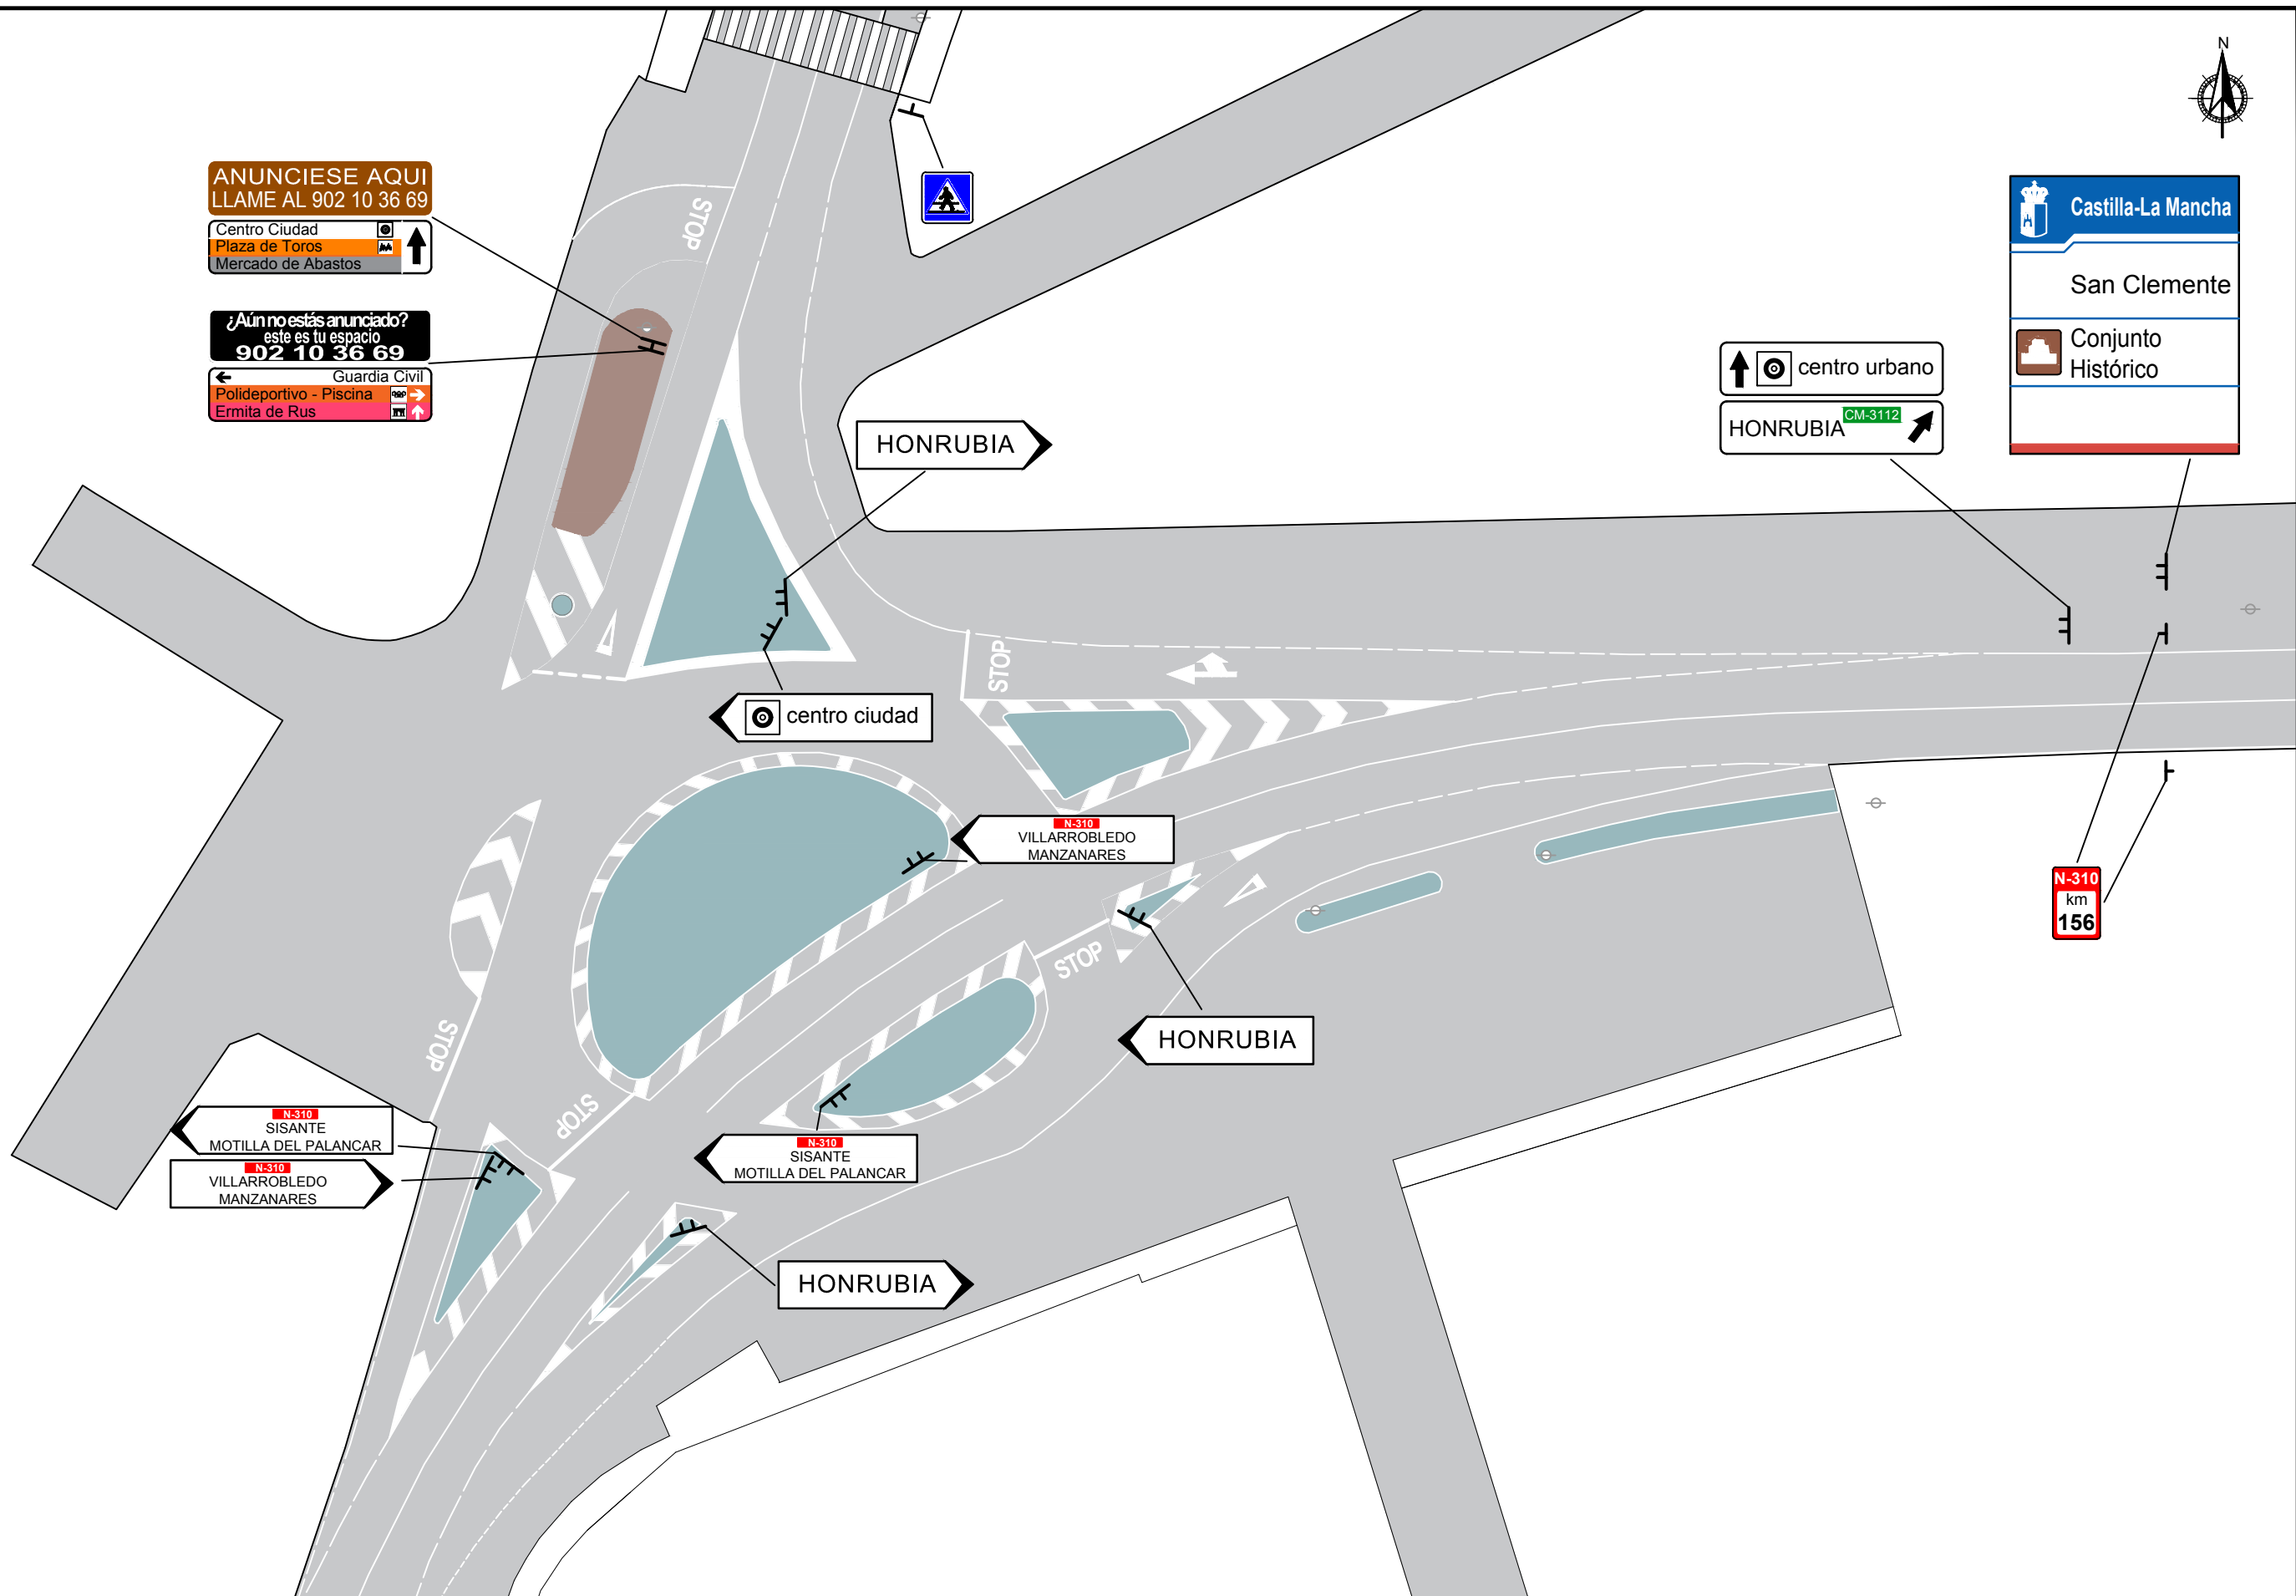 N
ANUNCIESE AQUI
LLAME AL 902 10 36 69
Centro Ciudad
Plaza de Toros
Mercado de Abastos
¿Aún no estás anunciado?
este es tu espacio
902 10 36 69
Guardia Civil
Polideportivo - Piscina
Ermita de Rus
STOP
Castilla-La Mancha
San Clemente
Conjunto
Histórico
centro urbano
HONRUBIA CM-3112
HONRUBIA
STOP
centro ciudad
N-310
VILLARROBLEDO
MANZANARES
N-310
km
156
STOP
HONRUBIA
STOP
STOP
N-310
SISANTE
MOTILLA DEL PALANCAR
N-310
VILLARROBLEDO
MANZANARES
N-310
SISANTE
MOTILLA DEL PALANCAR
HONRUBIA